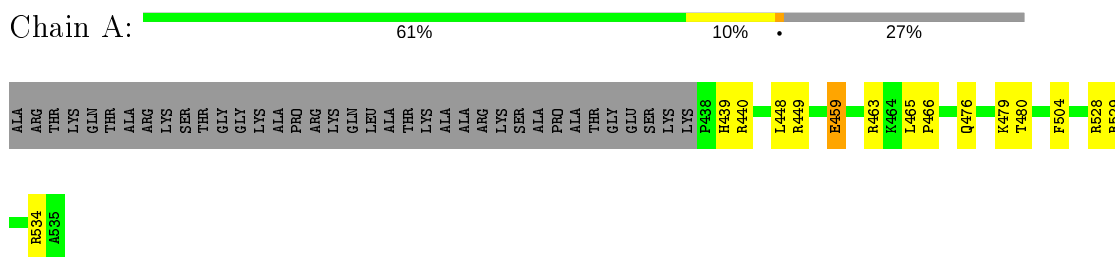 Chain A:
61% 10% • 27%
ALA ARG THR LYS GLN THR ALA ARG LYS SER THR GLY GLY LYS ALA PRO ARG LYS GLN LEU ALA THR LYS ALA ALA ARG LYS SER ALA PRO ALA THR GLY GLU SER LYS LYS P438 H439 R440 L448 R449 E459 R463 K464 L465 P466 Q476 K479 T480 F504 R528 R529
R534 A535